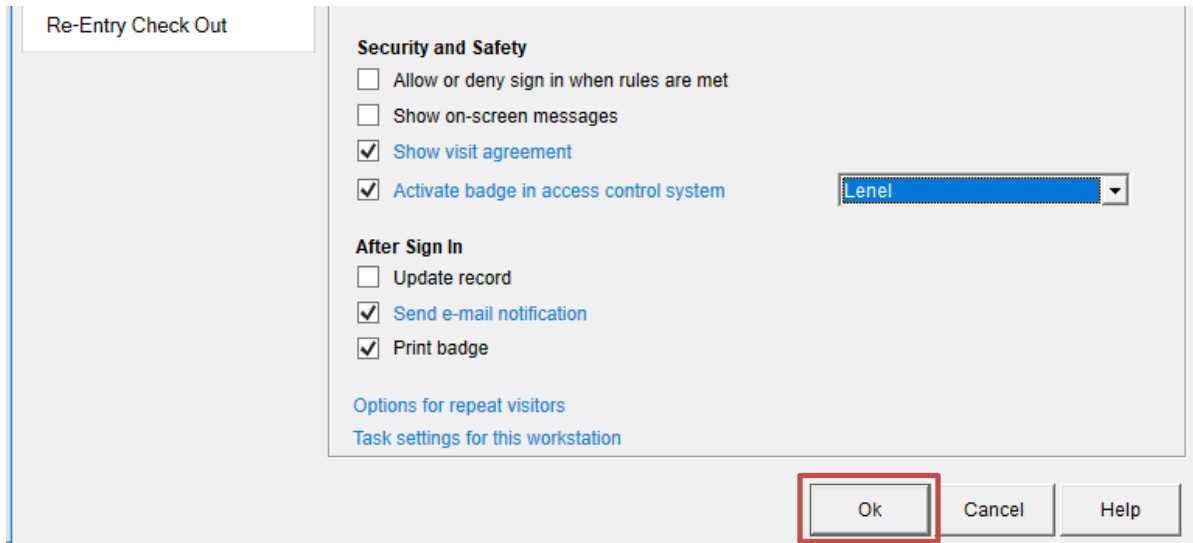 Re-Entry Check Out
Security and Safety
Allow or deny sign in when rules are met
Show on-screen messages
Show visit agreement
Activate badge in access control system
Lenel
After Sign In
Update record
Send e-mail notification
Print badge
Options for repeat visitors
Task settings for this workstation
Ok
Cancel
Help